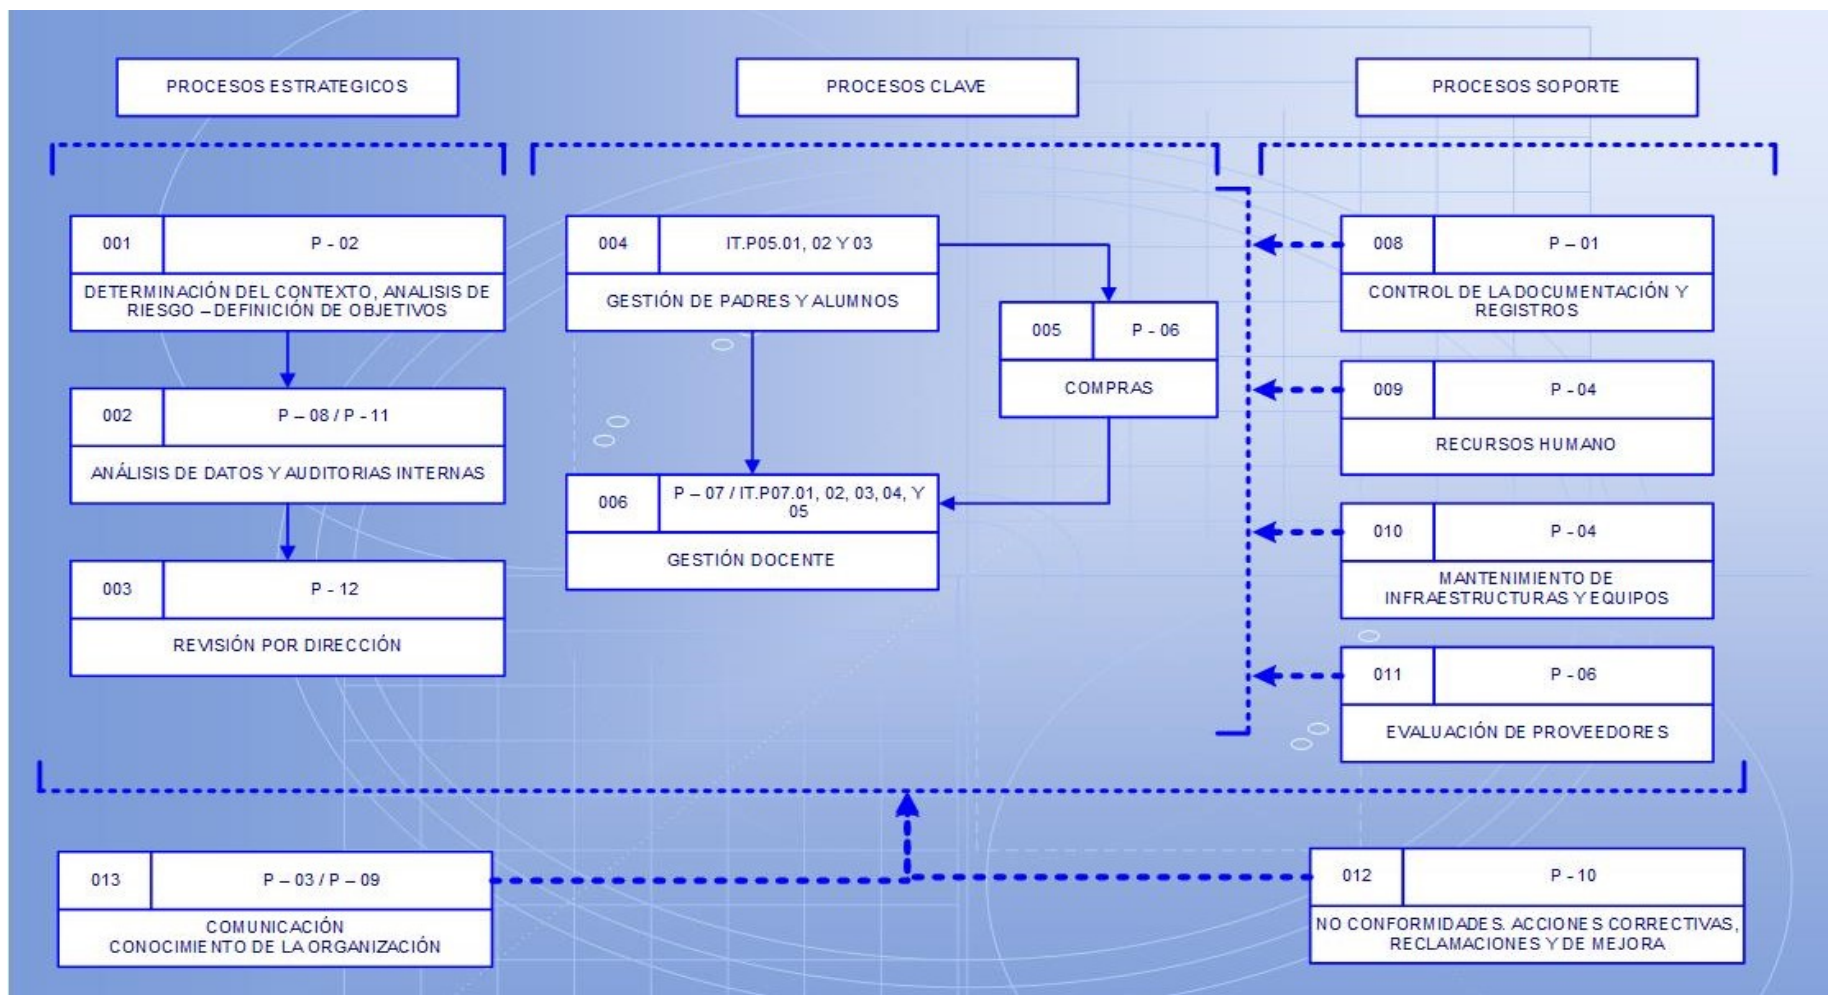 PROCESOS ESTRATEGICOS
PROCESOS CLAVE
PROCESOS SOPORTE
001
P - 02
DETERMINACIÓN DEL CONTEXTO, ANALISIS DE
RIESGO – DEFINICIÓN DE OBJETIVOS
002
P – 08 / P - 11
ANÁLISIS DE DATOS Y AUDITORIAS INTERNAS
003
P - 12
REVISIÓN POR DIRECCIÓN
004
IT.P05.01, 02 Y 03
GESTIÓN DE PADRES Y ALUMNOS
005
P - 06
COMPRAS
006
P – 07 / IT.P07.01, 02, 03, 04, Y
05
GESTIÓN DOCENTE
008
P – 01
CONTROL DE LA DOCUMENTACIÓN Y
REGISTROS
009
P - 04
RECURSOS HUMANO
010
P - 04
MANTENIMIENTO DE
INFRAESTRUCTURAS Y EQUIPOS
011
P - 06
EVALUACIÓN DE PROVEEDORES
013
P – 03 / P – 09
COMUNICACIÓN
CONOCIMIENTO DE LA ORGANIZACIÓN
012
P - 10
NO CONFORMIDADES. ACCIONES CORRECTIVAS,
RECLAMACIONES Y DE MEJORA